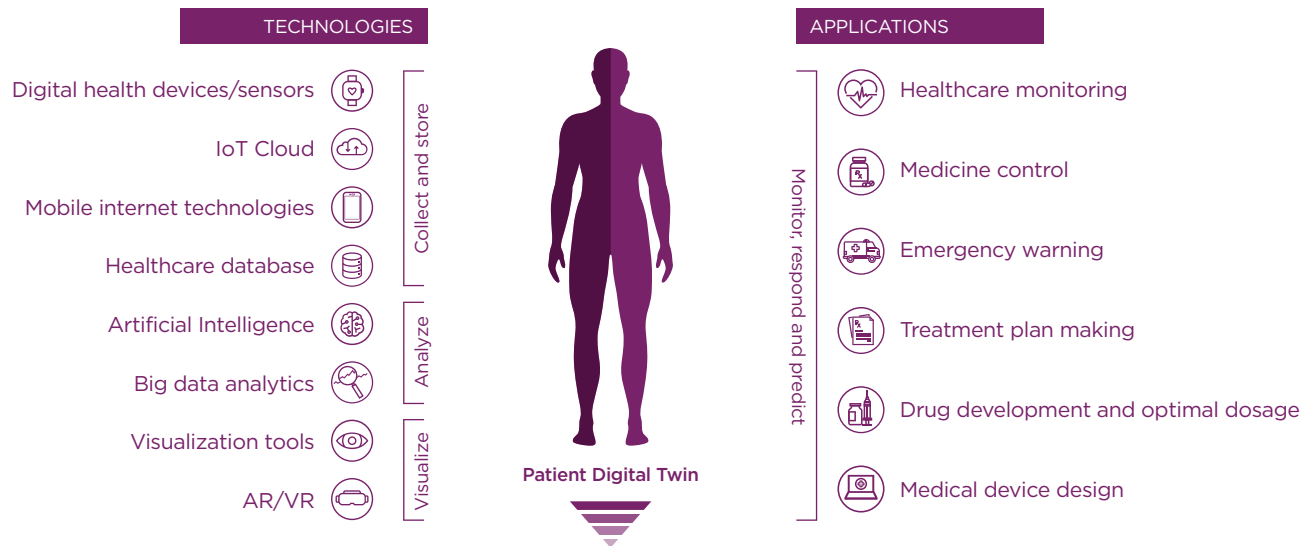 TECHNOLOGIES
Digital health devices/sensors
IoT Cloud
Mobile internet technologies
Healthcare database
Artificial Intelligence
Big data analytics
Visualization tools
AR/VR
Collect and store
Analyze
Visualize
Patient Digital Twin
APPLICATIONS
Monitor, respond and predict
Healthcare monitoring
Medicine control
Emergency warning
Treatment plan making
Drug development and optimal dosage
Medical device design